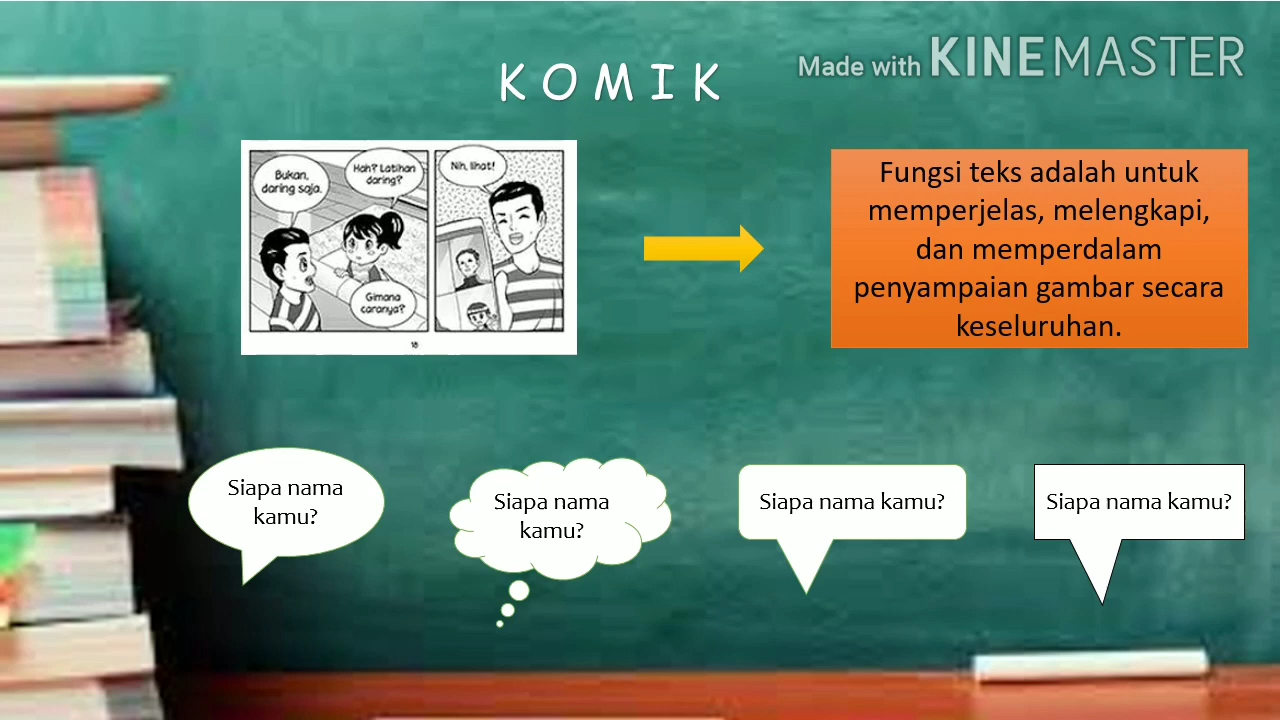 Made with KINEMASTER
KOMIK
Bukan,
daring saja.
Hah? Latihan
daring?
Gimana
caranya?
Nih, lihat!
18
Fungsi teks adalah untuk
memperjelas, melengkapi,
dan memperdalam
penyampaian gambar secara
keseluruhan.
Siapa nama
kamu?
Siapa nama
kamu?
Siapa nama kamu?
Siapa nama kamu?